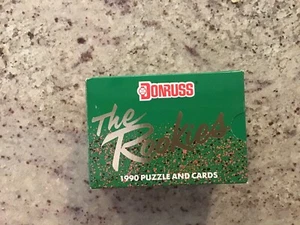 DONRUSS
The
Rookies
1990 PUZZLE AND CARDS